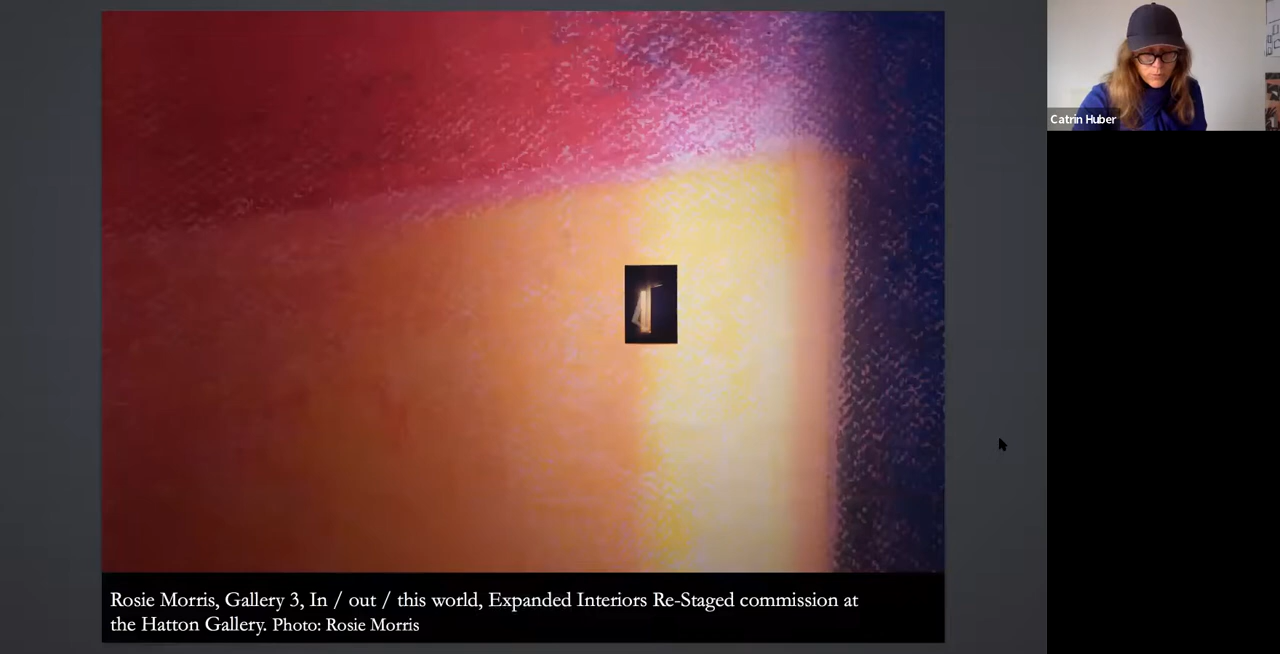 Catrin Huber
Rosie Morris, Gallery 3, In / out / this world, Expanded Interiors Re-Staged commission at
the Hatton Gallery. Photo: Rosie Morris